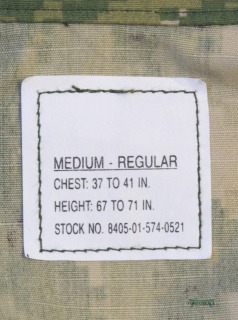 MEDIUM - REGULAR
CHEST: 37 TO 41 IN.
HEIGHT: 67 TO 71 IN.
STOCK NO. 8405-01-574-0521